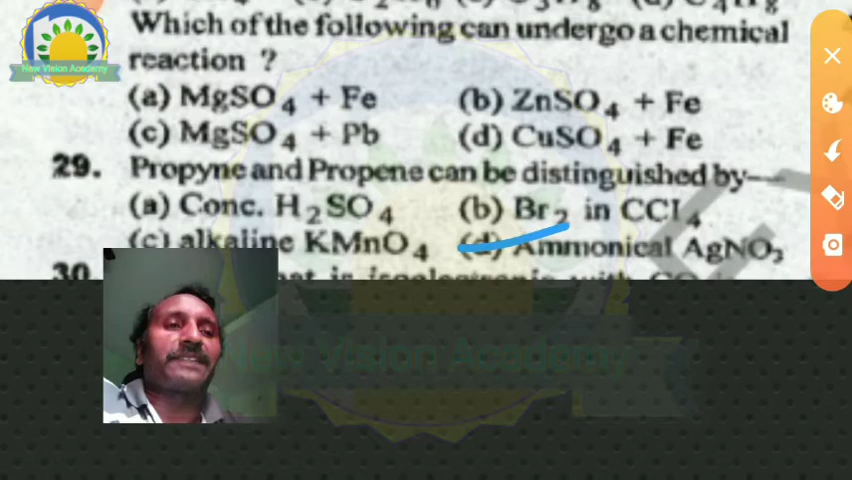 Which of the following can undergo a chemical
reaction ?
(a) MgSO4 + Fe (b) ZnSO4 + Fe
(c) MgSO4 + Pb (d) CuSO4 + Fe
29. Propyne and Propene can be distinguished by—
(a) Conc. H2SO4 (b) Br2 in CCl4
(c) alkaline KMnO4 (d) Ammonical AgNO3
30.
New Vision Academy
New Vision Academy